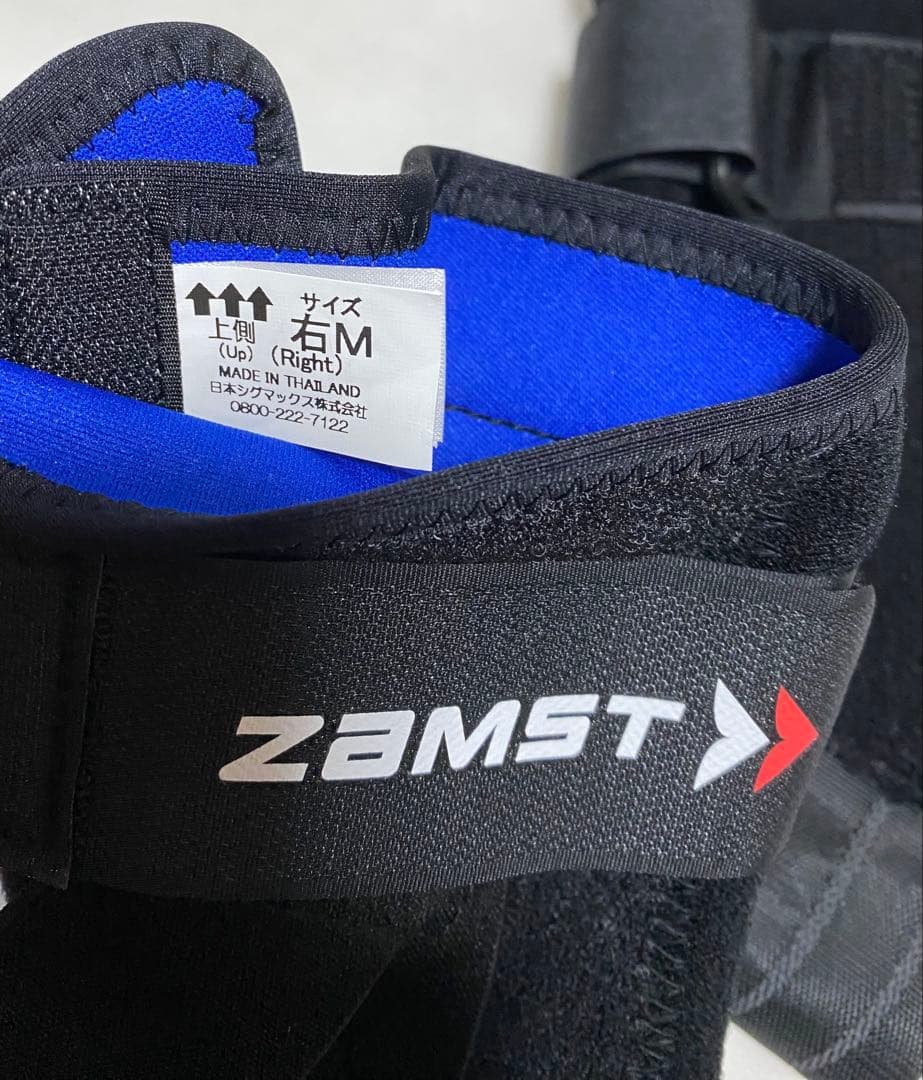 サイズ
上側 右M
(Up) (Right)
MADE IN THAILAND
日本シグマックス株式会社
0800-222-7122
ZAMST